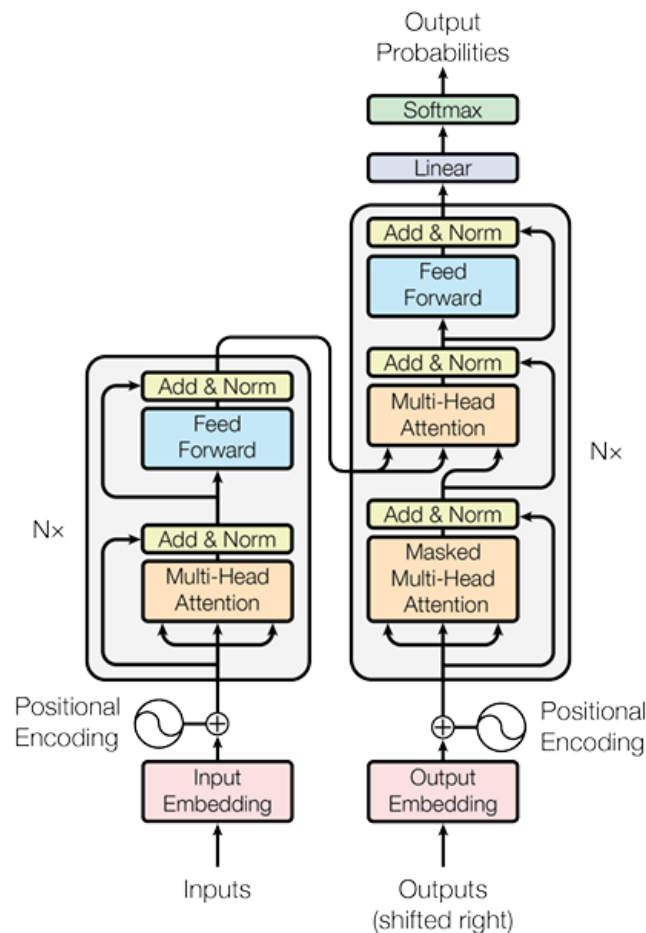 Output
Probabilities
Softmax
Linear
Add & Norm
Feed
Forward
Add & Norm
Multi-Head
Attention
Add & Norm
Masked
Multi-Head
Attention
Nx
Add & Norm
Feed
Forward
Add & Norm
Multi-Head
Attention
Nx
Positional
Encoding
Positional
Encoding
Input
Embedding
Output
Embedding
Inputs
Outputs
(shifted right)